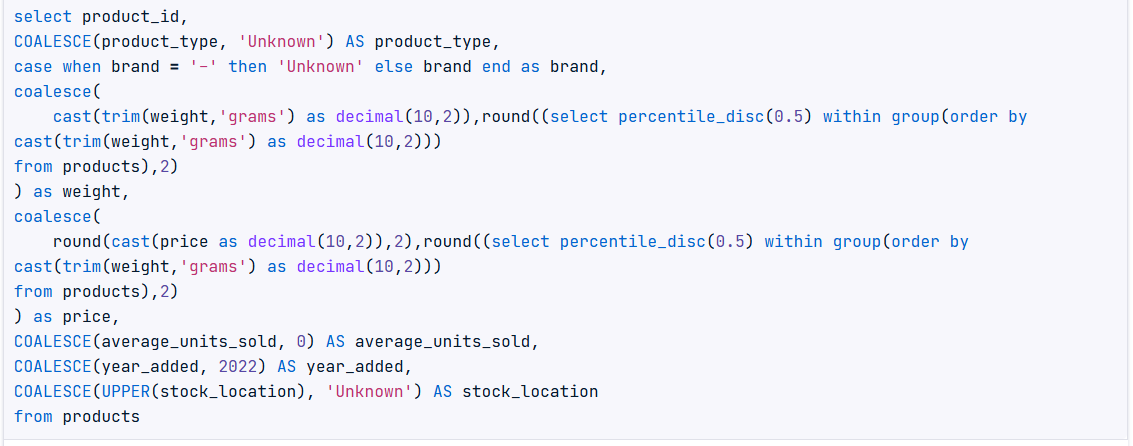 select product_id,
COALESCE(product_type, 'Unknown') AS product_type,
case when brand = '-' then 'Unknown' else brand end as brand,
coalesce(
    cast(trim(weight,'grams') as decimal(10,2)),round((select percentile_disc(0.5) within group(order by
cast(trim(weight,'grams') as decimal(10,2)))
from products),2)
) as weight,
coalesce(
    round(cast(price as decimal(10,2)),2),round((select percentile_disc(0.5) within group(order by
cast(trim(weight,'grams') as decimal(10,2)))
from products),2)
) as price,
COALESCE(average_units_sold, 0) AS average_units_sold,
COALESCE(year_added, 2022) AS year_added,
COALESCE(UPPER(stock_location), 'Unknown') AS stock_location
from products